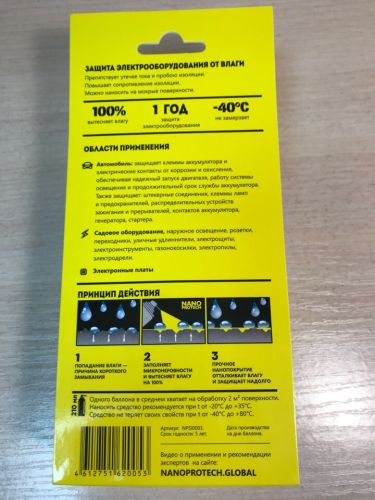 ЗАЩИТА ЭЛЕКТРООБОРУДОВАНИЯ ОТ ВЛАГИ
Препятствует утечке тока и пробою изоляции.
Повышает сопротивление изоляции.
Можно наносить на мокрые поверхности.
100% 1 ГОД -40°С
вытесняет влагу защита электрооборудования не замерзает
ОБЛАСТИ ПРИМЕНЕНИЯ
Автомобиль: защищает клеммы аккумулятора и
электрические контакты от коррозии и окисления,
обеспечивая надежный запуск двигателя, работу системы
освещения и продолжительный срок службы аккумулятора.
Также защищает: штекерные соединения, клеммы ламп
и предохранителей, распределительных устройств
зажигания и прерывателей, контактов аккумулятора,
генератора, стартера.
Садовое оборудование, наружное освещение, розетки,
переходники, уличные удлинители, электрощиты,
электроинструменты, газонокосилки, электропилы,
электродрели.
Электронные платы
ПРИНЦИП ДЕЙСТВИЯ
NANO
PROTECH
1 2 3
ПОПАДАНИЕ ВЛАГИ — ЗАПОЛНЯЕТ ПРОЧНОЕ
ПРИЧИНА КОРОТКОГО МИКРОНЕРОВНОСТИ НАНОПОКРЫТИЕ
ЗАМЫКАНИЯ И ВЫТЕСНЯЕТ ВЛАГУ ОТТАЛКИВАЕТ ВЛАГУ
НА 100% И ЗАЩИЩАЕТ НАДОЛГО
210 мл
Одного баллона в среднем хватает на обработку 2 м² поверхности.
Наносить средство рекомендуется при t от -20°С до +35°С.
Средство не теряет своих свойств при t от -40°С до +80°С.
Артикул: NPSI0001. Дата производства
Срок годности: 5 лет. на дне баллона.
4 612751 620053
Видео о применении и рекомендации
экспертов на сайте:
NANOPROTECH.GLOBAL